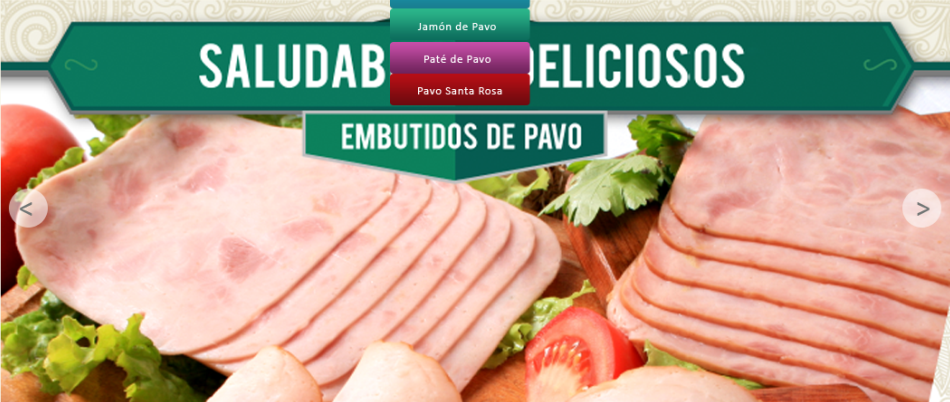 Jamón de Pavo
Paté de Pavo
Pavo Santa Rosa
SALUDAB DELICIOSOS
EMBUTIDOS DE PAVO
<
>